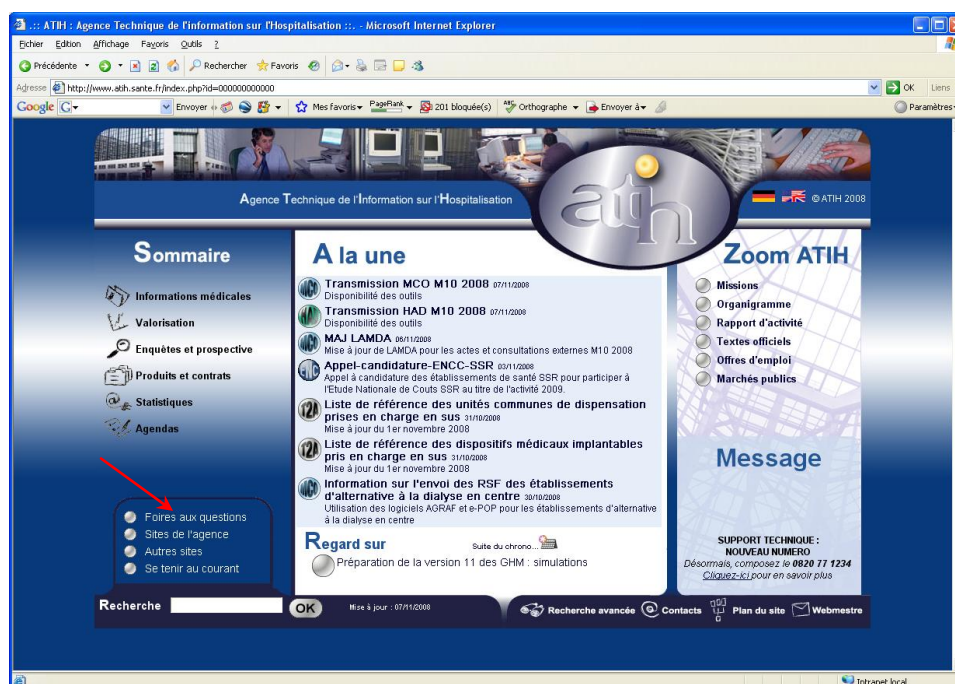 .:: ATIH : Agence Technique de l'information sur l'Hospitalisation ::. - Microsoft Internet Explorer
Fichier Edition Affichage Favoris Outils ?
Précédente Rechercher Favoris
Adresse http://www.atih.sante.fr/index.php?id=000000000000 OK Liens
Google G Envoyer Mes favoris PageRank 201 bloquée(s) ABC Orthographe Envoyer à Paramètres
atih
Agence Technique de l'Information sur l'Hospitalisation
© ATIH 2008
Sommaire
Informations médicales
Valorisation
Enquêtes et prospective
Produits et contrats
Statistiques
Agendas
Foires aux questions
Sites de l'agence
Autres sites
Se tenir au courant
A la une
Transmission MCO M10 2008 07/11/2008
Disponibilité des outils
Transmission HAD M10 2008 07/11/2008
Disponibilité des outils
MAJ LAMDA 06/11/2008
Mise à jour de LAMDA pour les actes et consultations externes M10 2008
Appel-candidature-ENCC-SSR 03/11/2008
Appel à candidature des établissements de santé SSR pour participer à
l'Etude Nationale de Couts SSR au titre de l'activité 2009.
T2A Liste de référence des unités communes de dispensation
prises en charge en sus 31/10/2008
Mise à jour du 1er novembre 2008
T2A Liste de référence des dispositifs médicaux implantables
pris en charge en sus 31/10/2008
Mise à jour du 1er novembre 2008
Information sur l'envoi des RSF des établissements
d'alternative à la dialyse en centre 30/10/2008
Utilisation des logiciels AGRAF et e-POP pour les établissements d'alternative
à la dialyse en centre
Regard sur Suite du chrono...
Préparation de la version 11 des GHM : simulations
Zoom ATIH
Missions
Organigramme
Rapport d'activité
Textes officiels
Offres d'emploi
Marchés publics
Message
SUPPORT TECHNIQUE :
NOUVEAU NUMERO
Désormais, composez le 0820 77 1234
Cliquez-ici pour en savoir plus
Recherche OK Mise à jour : 07/11/2008 Recherche avancée Contacts Plan du site Webmestre
Intranet local